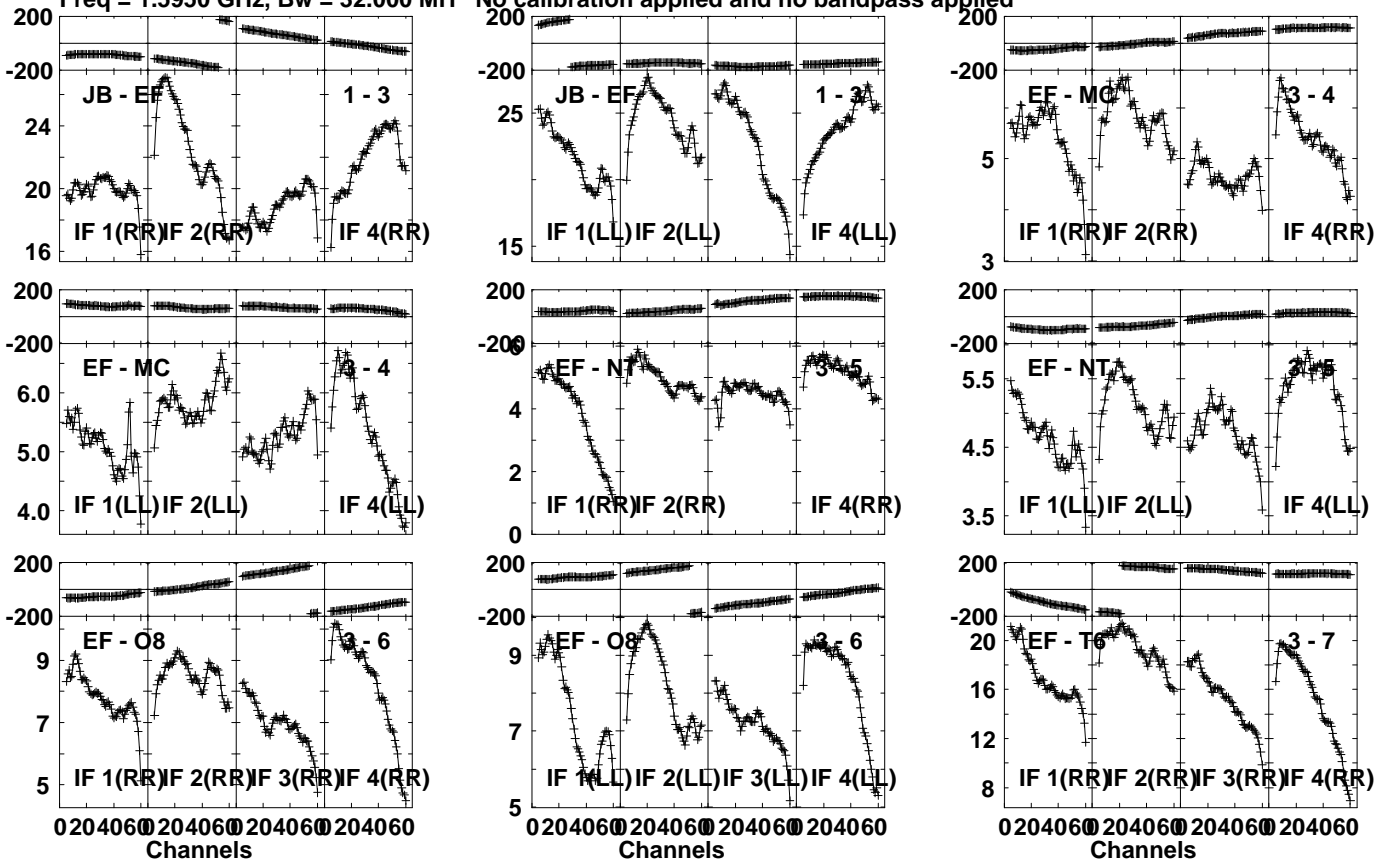 Freq = 1.5950 GHz, Bw = 32.000 MH No calibration applied and no bandpass applied
200 200 200
-200 -200 -200
JB - EF 1 - 3 JB - EF 1 - 3 EF - MC 3 - 4
24 25 5
20
16 15 3
IF 1(RR) IF 2(RR) IF 4(RR) IF 1(LL) IF 2(LL) IF 4(LL) IF 1(RR) IF 2(RR) IF 4(RR)
200 200 200
-200 -200 -200
EF - MC 3 - 4 EF - NT 3 - 5 EF - NT 3 - 5
6.0 6 5.5
5.0 4 4.5
4.0 2 3.5
0
IF 1(LL) IF 2(LL) IF 4(LL) IF 1(RR) IF 2(RR) IF 4(RR) IF 1(LL) IF 2(LL) IF 4(LL)
200 200 200
-200 -200 -200
EF - O8 3 - 6 EF - O8 3 - 6 EF - T6 3 - 7
9 9 20
7 7 16
5 5 12
8
IF 1(RR) IF 2(RR) IF 3(RR) IF 4(RR) IF 1(LL) IF 2(LL) IF 3(LL) IF 4(LL) IF 1(RR) IF 2(RR) IF 3(RR) IF 4(RR)
0 20 40 60 0 20 40 60 0 20 40 60 0 20 40 60 0 20 40 60 0 20 40 60 0 20 40 60 0 20 40 60 0 20 40 60 0 20 40 60 0 20 40 60 0 20 40 60
Channels Channels Channels